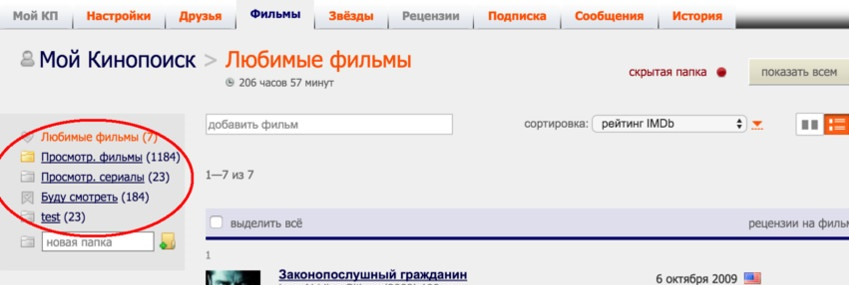 Мой КП Настройки Друзья Фильмы Звёзды Рецензии Подписка Сообщения История
Мой Кинопоиск > Любимые фильмы
206 часов 57 минут
скрытая папка показать всем
Любимые фильмы (7)
Просмотр. фильмы (1184)
Просмотр. сериалы (23)
Буду смотреть (184)
test (23)
новая папка
добавить фильм
сортировка: рейтинг IMDb
1—7 из 7
выделить всё рецензии на фильм
1
Законопослушный гражданин 6 октября 2009